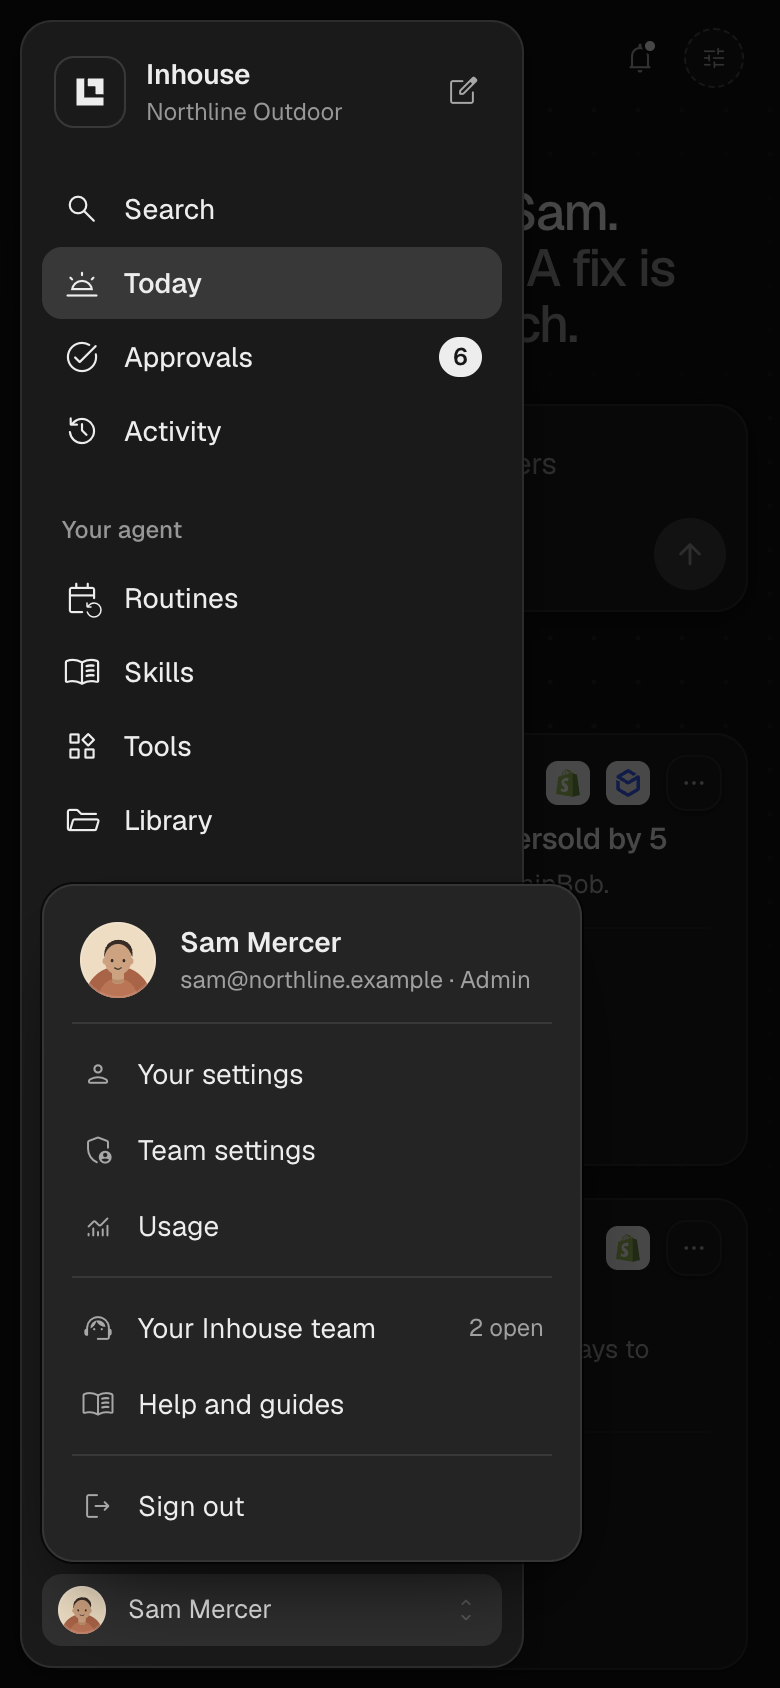 Inhouse
Northline Outdoor
Sam.
A fix is
ch.
Search
Today
Approvals 6
Activity
ers
Your agent
Routines
Skills
Tools
Library
ersold by 5
Bob.
Sam Mercer
sam@northline.example · Admin
Your settings
Team settings
Usage
Your Inhouse team 2 open
ays to
Help and guides
Sign out
Sam Mercer